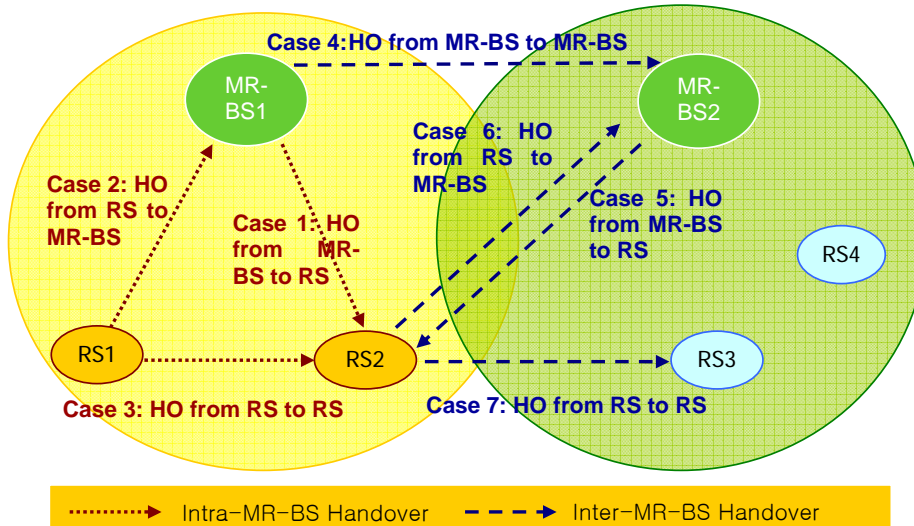 Case 4:HO from MR-BS to MR-BS
MR-
BS1
MR-
BS2
Case 6: HO
from RS to
MR-BS
Case 2: HO
from RS to
MR-BS
Case 1: HO
from MR-
BS to RS
Case 5: HO
from MR-BS
to RS
RS4
RS1
RS2
RS3
Case 3: HO from RS to RS
Case 7: HO from RS to RS
Intra-MR-BS Handover
Inter-MR-BS Handover